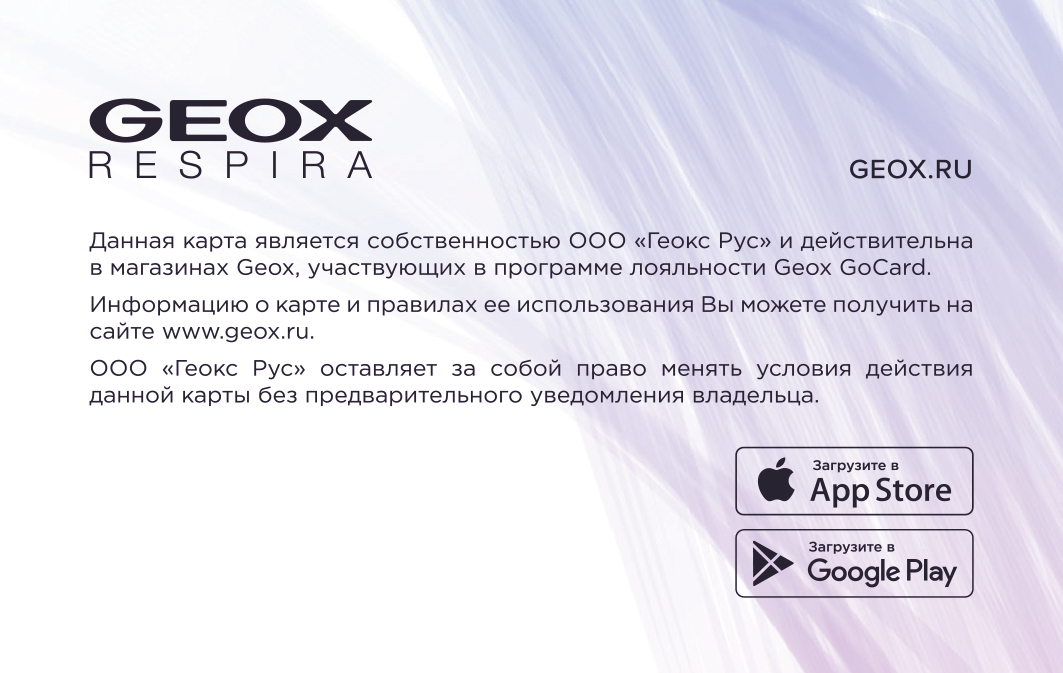 GEOX
RESPIRA
GEOX.RU
Данная карта является собственностью ООО «Геокс Рус» и действительна
в магазинах Geox, участвующих в программе лояльности Geox GoCard.
Информацию о карте и правилах ее использования Вы можете получить на
сайте www.geox.ru.
ООО «Геокс Рус» оставляет за собой право менять условия действия
данной карты без предварительного уведомления владельца.
Загрузите в
App Store
Загрузите в
Google Play